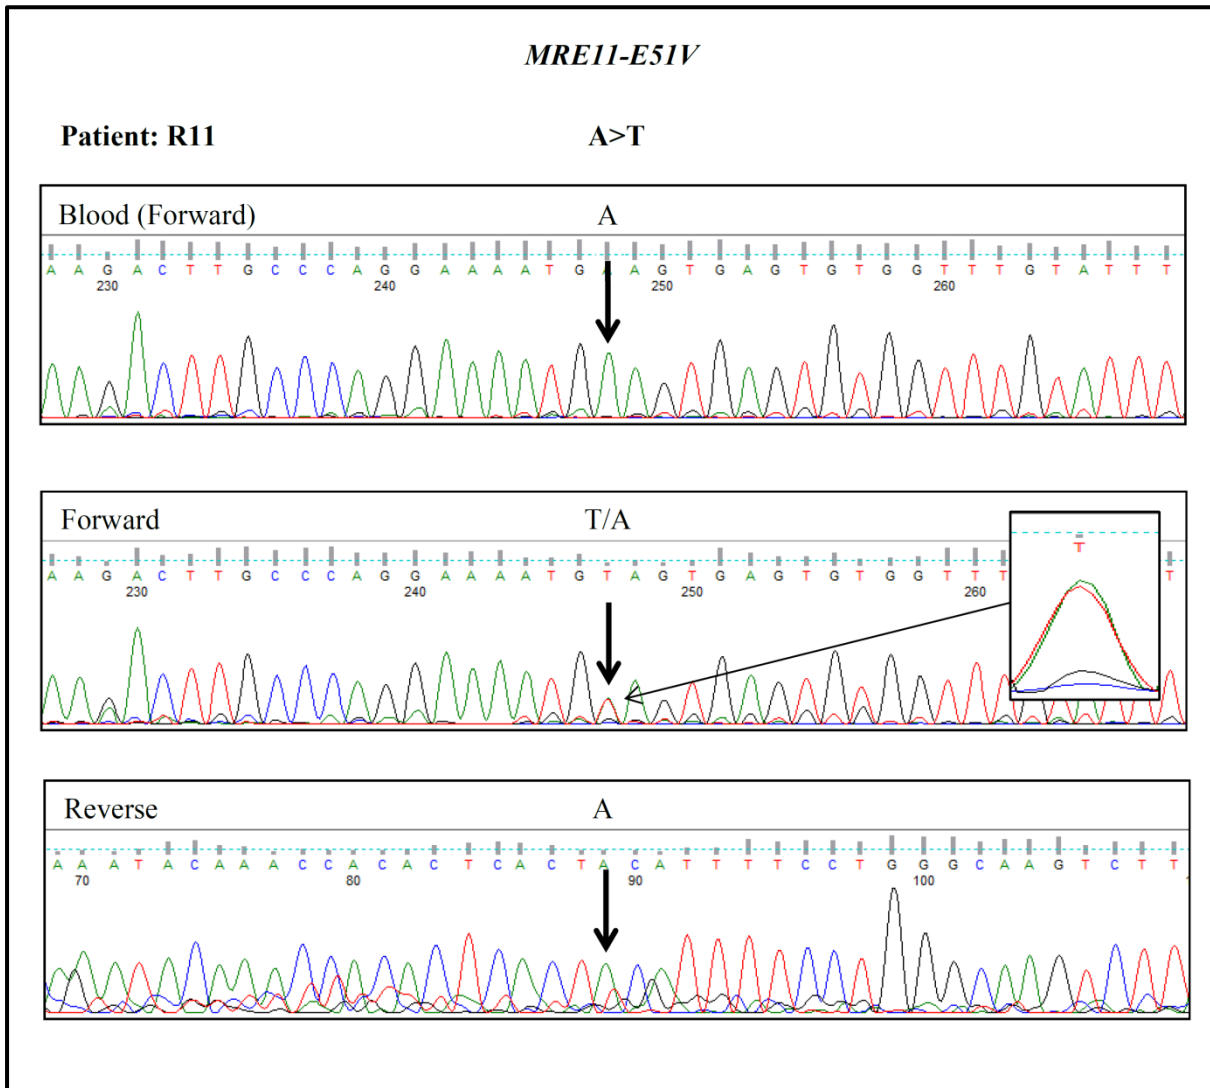 MRE11-E51V
Patient: R11 A>T
Blood (Forward) A
A A G A C T T G C C C A G G A A A A T G A A G T G A G T G T G G T T T G T A T T T
230 240 250 260
Forward T/A
T
A A G A C T T G C C C A G G A A A A T G T A G T G A G T G T G G T T T T
230 240 250 260
Reverse A
A A A T A C A A A C C A C A C T C A C T A C A T T T T C C T G G G C A A G T C T T
70 80 90 100